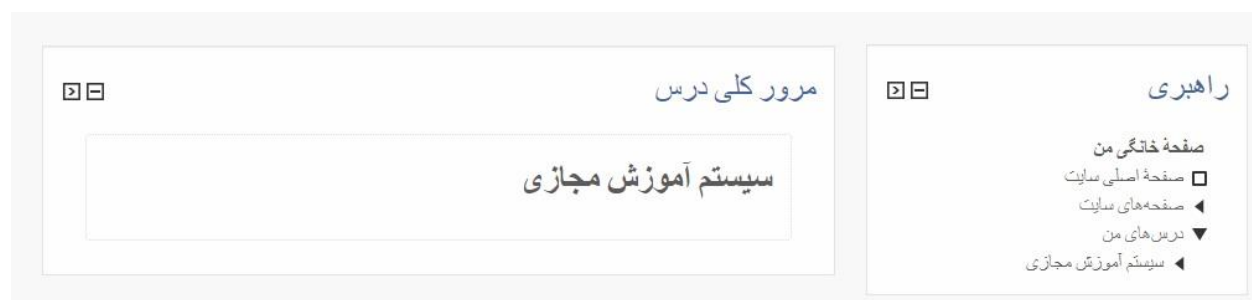 راهبری
صفحهٔ خانگی من
صفحهٔ اصلی سایت
صفحه‌های سایت
درس‌های من
سیستم آموزش مجازی
مرور کلی درس
سیستم آموزش مجازی